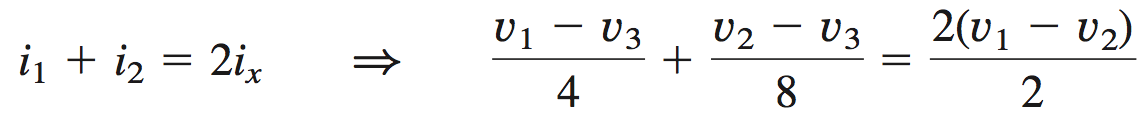 i₁ + i₂ = 2iₓ ⇒ (v₁ − v₃)/4 + (v₂ − v₃)/8 = 2(v₁ − v₂)/2